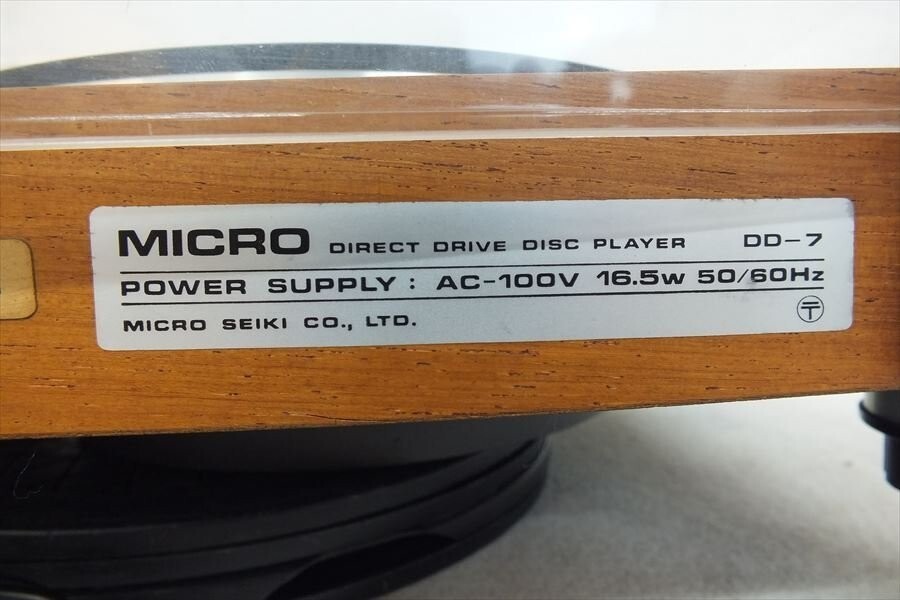 MICRO DIRECT DRIVE DISC PLAYER DD-7
POWER SUPPLY : AC-100V 16.5w 50/60Hz
MICRO SEIKI CO., LTD. 〶